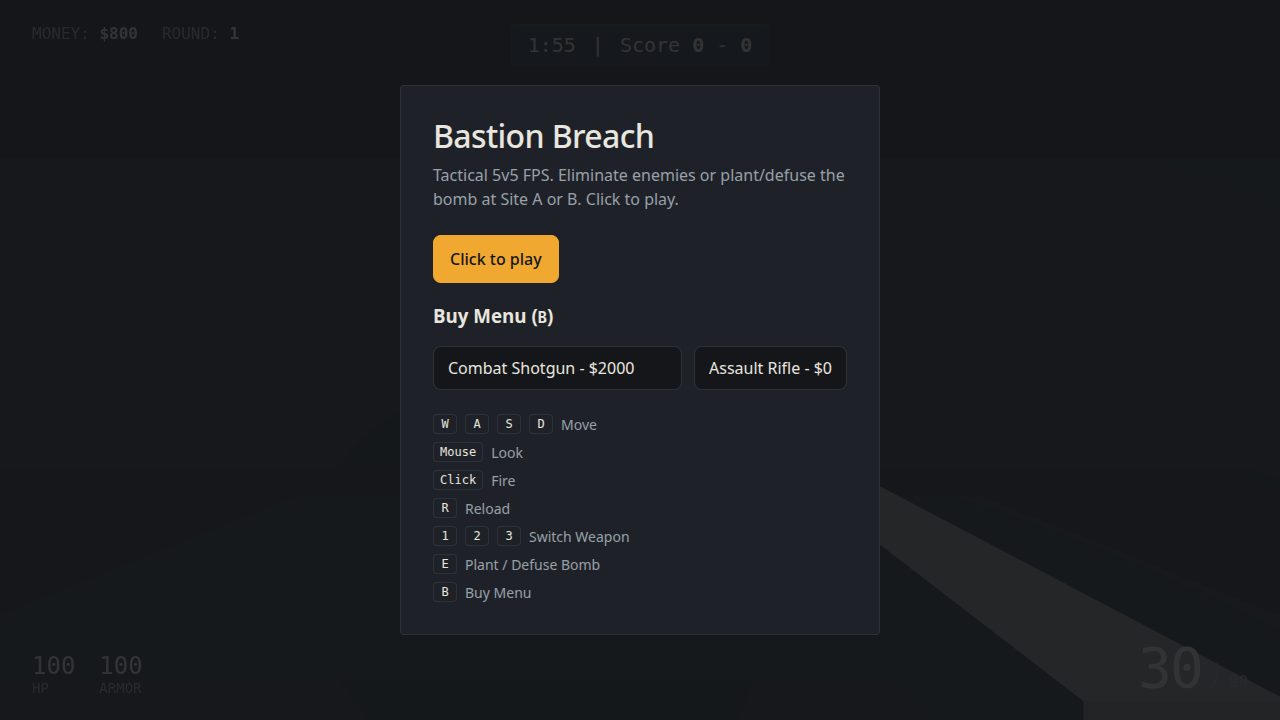 MONEY: $800 ROUND: 1
1:55 | Score 0 - 0
Bastion Breach
Tactical 5v5 FPS. Eliminate enemies or plant/defuse the
bomb at Site A or B. Click to play.
Click to play
Buy Menu (B)
Combat Shotgun - $2000
Assault Rifle - $0
W A S D Move
Mouse Look
Click Fire
R Reload
1 2 3 Switch Weapon
E Plant / Defuse Bomb
B Buy Menu
100 100
HP ARMOR
30